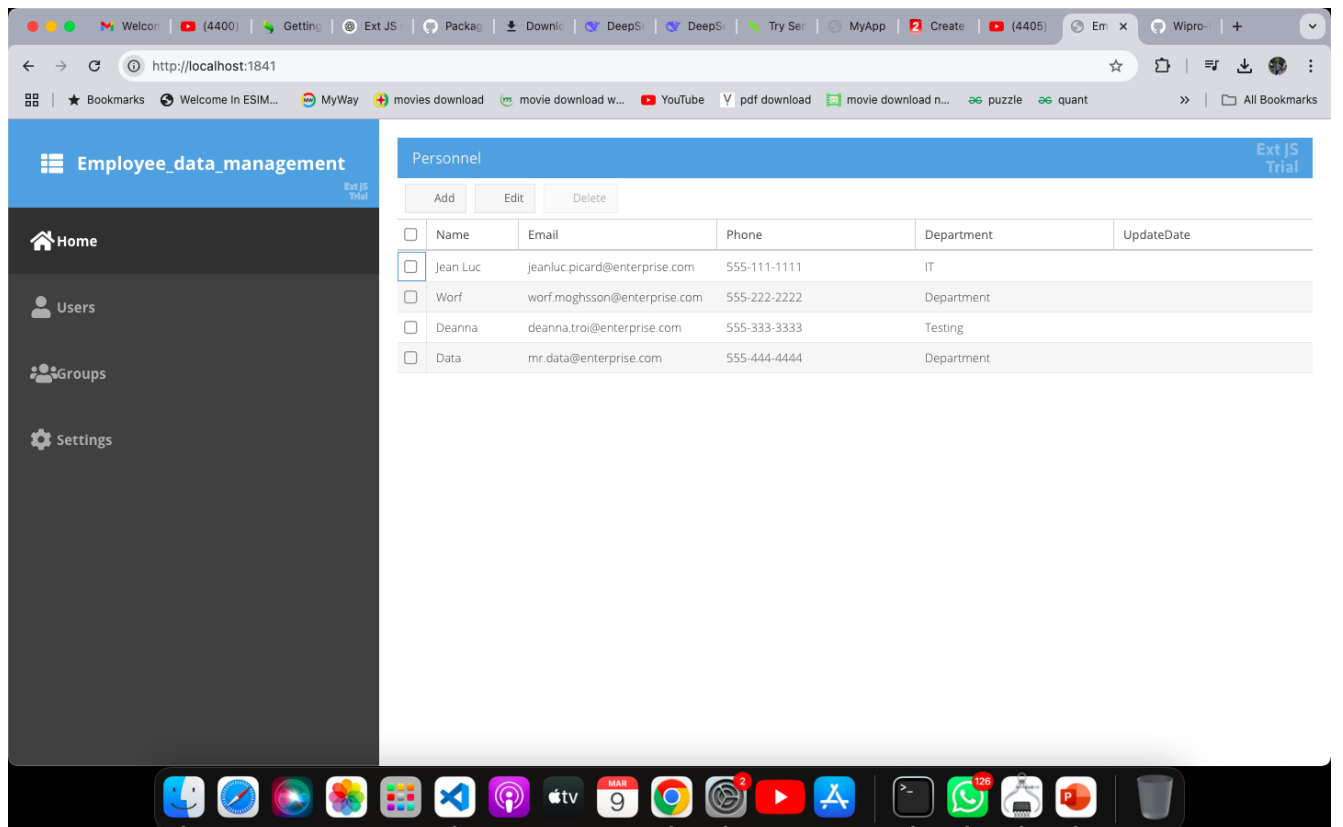 Welcon (4400) Getting Ext JS Packag Downlo DeepSe DeepSe Try Sen MyApp 2 Create (4405) Em Wipro-
http://localhost:1841
Bookmarks Welcome In ESIM... MyWay movies download movie download w... YouTube pdf download movie download n... puzzle quant » All Bookmarks
Employee_data_management
Ext JS
Trial
Home
Users
Groups
Settings
Personnel
Ext JS
Trial
Add Edit Delete
Name Email Phone Department UpdateDate
Jean Luc jeanluc.picard@enterprise.com 555-111-1111 IT
Worf worf.moghsson@enterprise.com 555-222-2222 Department
Deanna deanna.troi@enterprise.com 555-333-3333 Testing
Data mr.data@enterprise.com 555-444-4444 Department
tv MAR 2 126
9